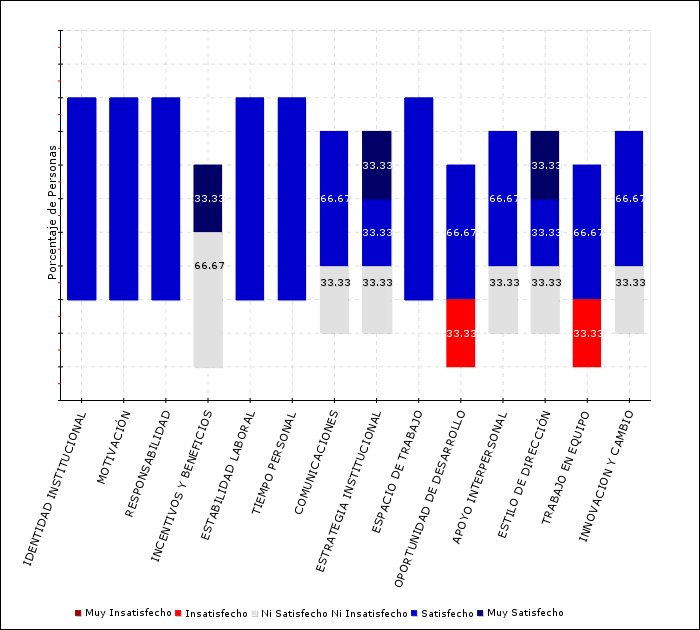 Porcentaje de Personas
33.33
33.33
33.33
66.67
66.67
33.33
66.67
66.67
33.33
66.67
66.67
66.67
33.33
33.33
33.33
33.33
33.33
33.33
33.33
33.33
IDENTIDAD INSTITUCIONAL
MOTIVACIÓN
RESPONSABILIDAD
INCENTIVOS Y BENEFICIOS
ESTABILIDAD LABORAL
TIEMPO PERSONAL
COMUNICACIONES
ESTRATEGIA INSTITUCIONAL
ESPACIO DE TRABAJO
OPORTUNIDAD DE DESARROLLO
APOYO INTERPERSONAL
ESTILO DE DIRECCIÓN
TRABAJO EN EQUIPO
INNOVACION Y CAMBIO
Muy Insatisfecho Insatisfecho Ni Satisfecho Ni Insatisfecho Satisfecho Muy Satisfecho